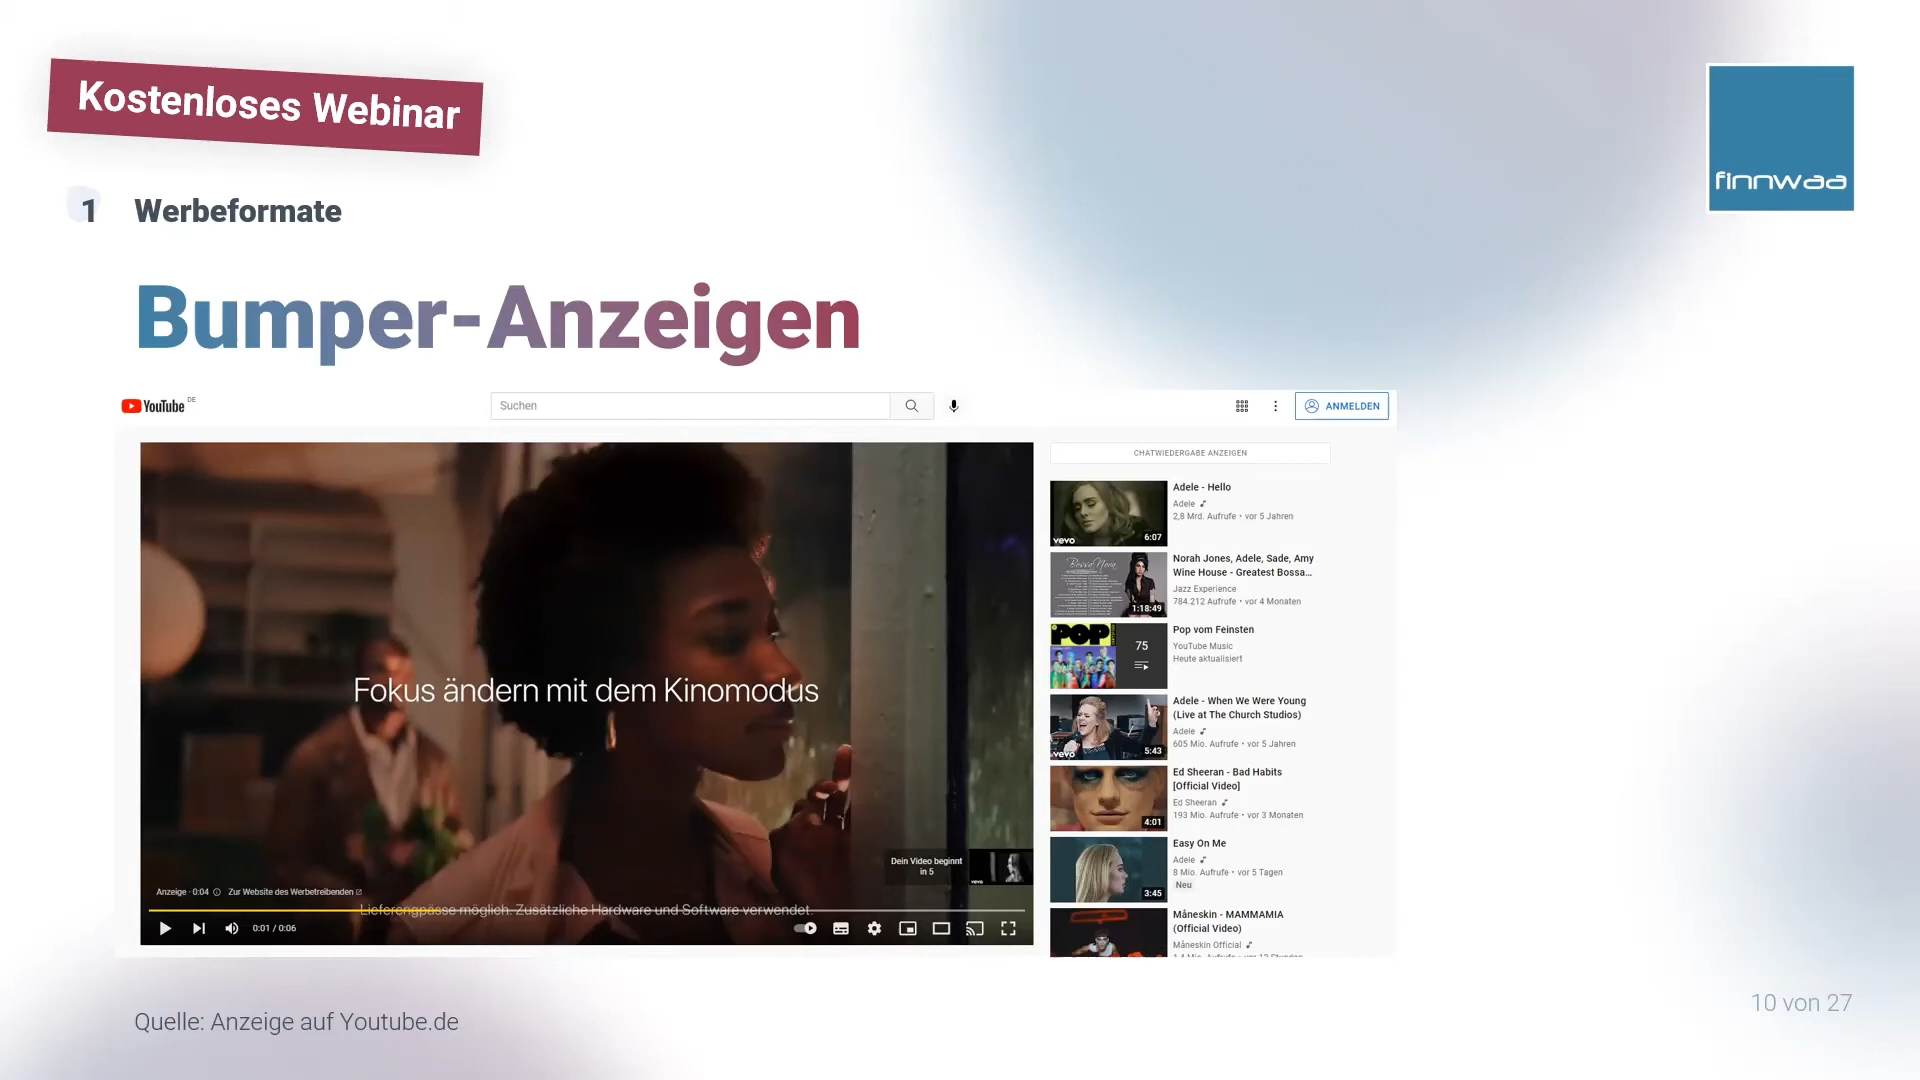 Kostenloses Webinar
finnwaa
1 Werbeformate
Bumper-Anzeigen
YouTube DE
Suchen
ANMELDEN
Fokus ändern mit dem Kinomodus
Dein Video beginnt
in 5
vevo
Anzeige · 0:04 Zur Website des Werbetreibenden
Lieferengpässe möglich. Zusätzliche Hardware und Software verwendet.
0:01 / 0:06
CHATWIEDERGABE ANZEIGEN
vevo 6:07
Adele - Hello
Adele
2,8 Mrd. Aufrufe • vor 5 Jahren
Bossa Nova
1:18:49
Norah Jones, Adele, Sade, Amy
Wine House - Greatest Bossa...
Jazz Experience
784.212 Aufrufe • vor 4 Monaten
POP
75
Pop vom Feinsten
YouTube Music
Heute aktualisiert
vevo 5:43
Adele - When We Were Young
(Live at The Church Studios)
Adele
605 Mio. Aufrufe • vor 5 Jahren
4:01
Ed Sheeran - Bad Habits
[Official Video]
Ed Sheeran
193 Mio. Aufrufe • vor 3 Monaten
3:45
Easy On Me
Adele
8 Mio. Aufrufe • vor 5 Tagen
Neu
Måneskin - MAMMAMIA
(Official Video)
Måneskin Official
Quelle: Anzeige auf Youtube.de
10 von 27